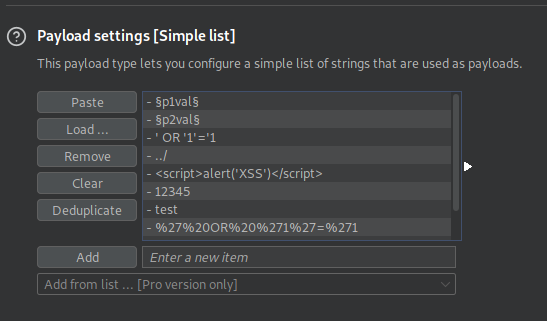 Payload settings [Simple list]
This payload type lets you configure a simple list of strings that are used as payloads.
Paste
Load ...
Remove
Clear
Deduplicate
- §p1val§
- §p2val§
- ' OR '1'='1
- ../
- <script>alert('XSS')</script>
- 12345
- test
- %27%20OR%20%271%27=%271
Add
Enter a new item
Add from list ... [Pro version only]